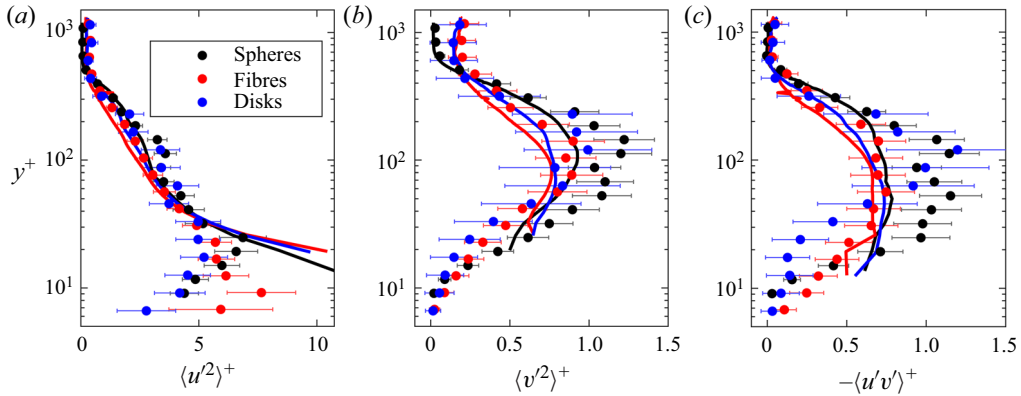 (a) (b) (c)
10³ 10³ 10³
Spheres
Fibres
Disks
y⁺ 10² 10² 10²
10¹ 10¹ 10¹
0 5 10 0 0.5 1.0 1.5 0 0.5 1.0 1.5
⟨u′²⟩⁺ ⟨v′²⟩⁺ −⟨u′v′⟩⁺